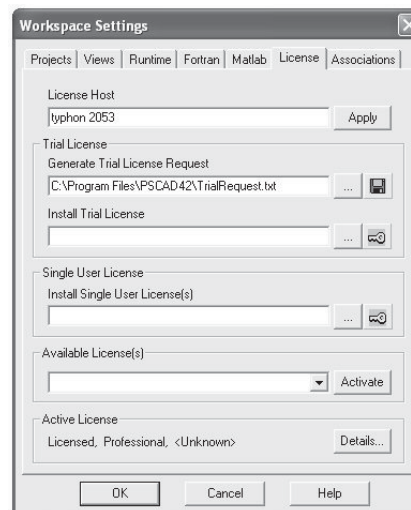 Workspace Settings
Projects Views Runtime Fortran Matlab License Associations
License Host
typhon 2053
Apply
Trial License
Generate Trial License Request
C:\Program Files\PSCAD42\TrialRequest.txt
...
Install Trial License
...
Single User License
Install Single User License(s)
...
Available License(s)
Activate
Active License
Licensed, Professional, <Unknown>
Details...
OK Cancel Help